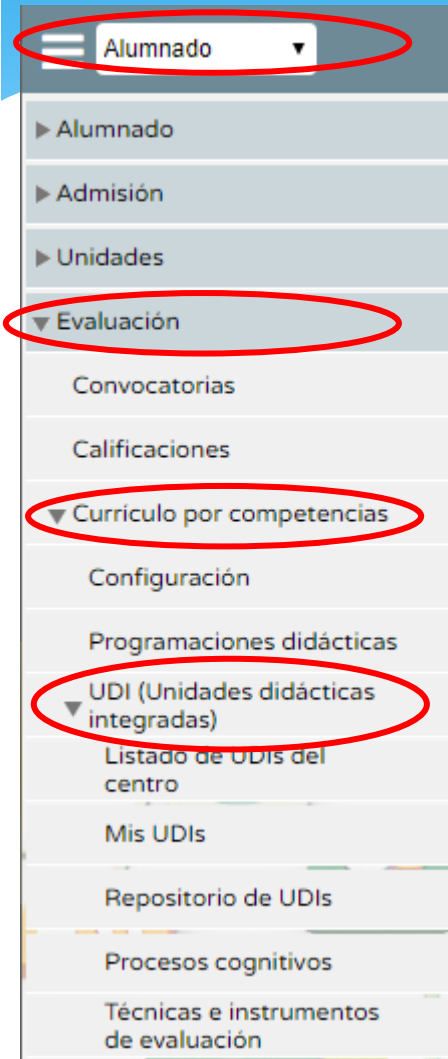 Alumnado
Alumnado
Admisión
Unidades
Evaluación
Convocatorias
Calificaciones
Currículo por competencias
Configuración
Programaciones didácticas
UDI (Unidades didácticas
integradas)
Listado de UDIs del
centro
Mis UDIs
Repositorio de UDIs
Procesos cognitivos
Técnicas e instrumentos
de evaluación